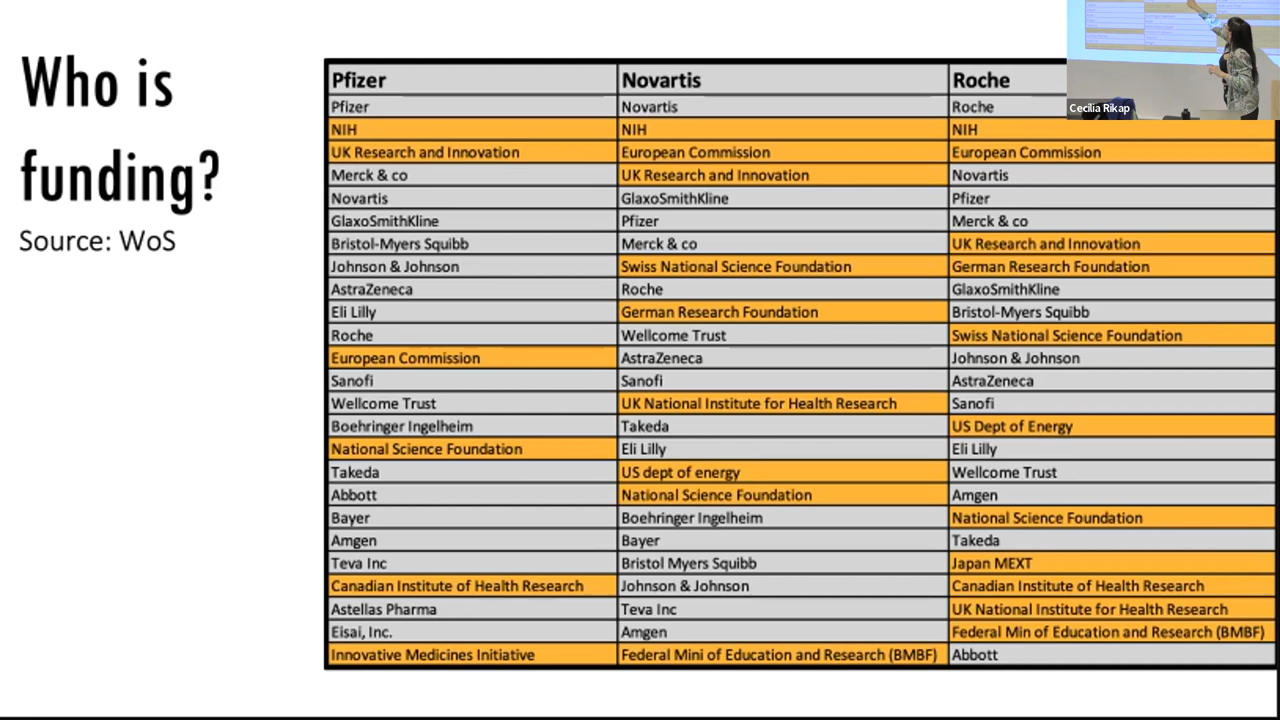 Who is
funding?
Source: WoS
Pfizer Novartis Roche
Pfizer Novartis Roche
NIH NIH NIH
UK Research and Innovation European Commission European Commission
Merck & co UK Research and Innovation Novartis
Novartis GlaxoSmithKline Pfizer
GlaxoSmithKline Pfizer Merck & co
Bristol-Myers Squibb Merck & co UK Research and Innovation
Johnson & Johnson Swiss National Science Foundation German Research Foundation
AstraZeneca Roche GlaxoSmithKline
Eli Lilly German Research Foundation Bristol-Myers Squibb
Roche Wellcome Trust Swiss National Science Foundation
European Commission AstraZeneca Johnson & Johnson
Sanofi Sanofi AstraZeneca
Wellcome Trust UK National Institute for Health Research Sanofi
Boehringer Ingelheim Takeda US Dept of Energy
National Science Foundation Eli Lilly Eli Lilly
Takeda US dept of energy Wellcome Trust
Abbott National Science Foundation Amgen
Bayer Boehringer Ingelheim National Science Foundation
Amgen Bayer Takeda
Teva Inc Bristol Myers Squibb Japan MEXT
Canadian Institute of Health Research Johnson & Johnson Canadian Institute of Health Research
Astellas Pharma Teva Inc UK National Institute for Health Research
Eisai, Inc. Amgen Federal Min of Education and Research (BMBF)
Innovative Medicines Initiative Federal Mini of Education and Research (BMBF) Abbott
Cecilia Rikap